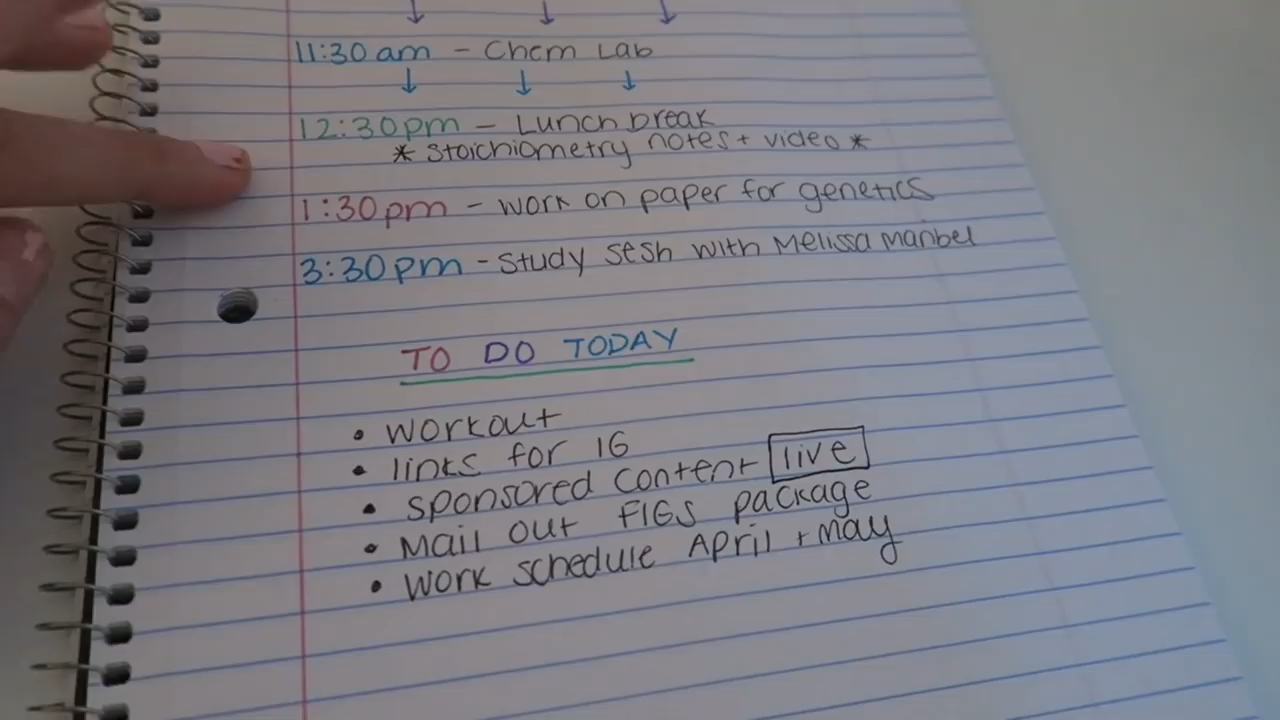 11:30 am - Chem Lab
12:30pm - Lunch break
* stoichiometry notes + video *
1:30pm - work on paper for genetics
3:30pm - Study sesh with Melissa Maribel
TO DO TODAY
• workout
• links for IG
• sponsored content live
• Mail out FIGS package
• work schedule April + may